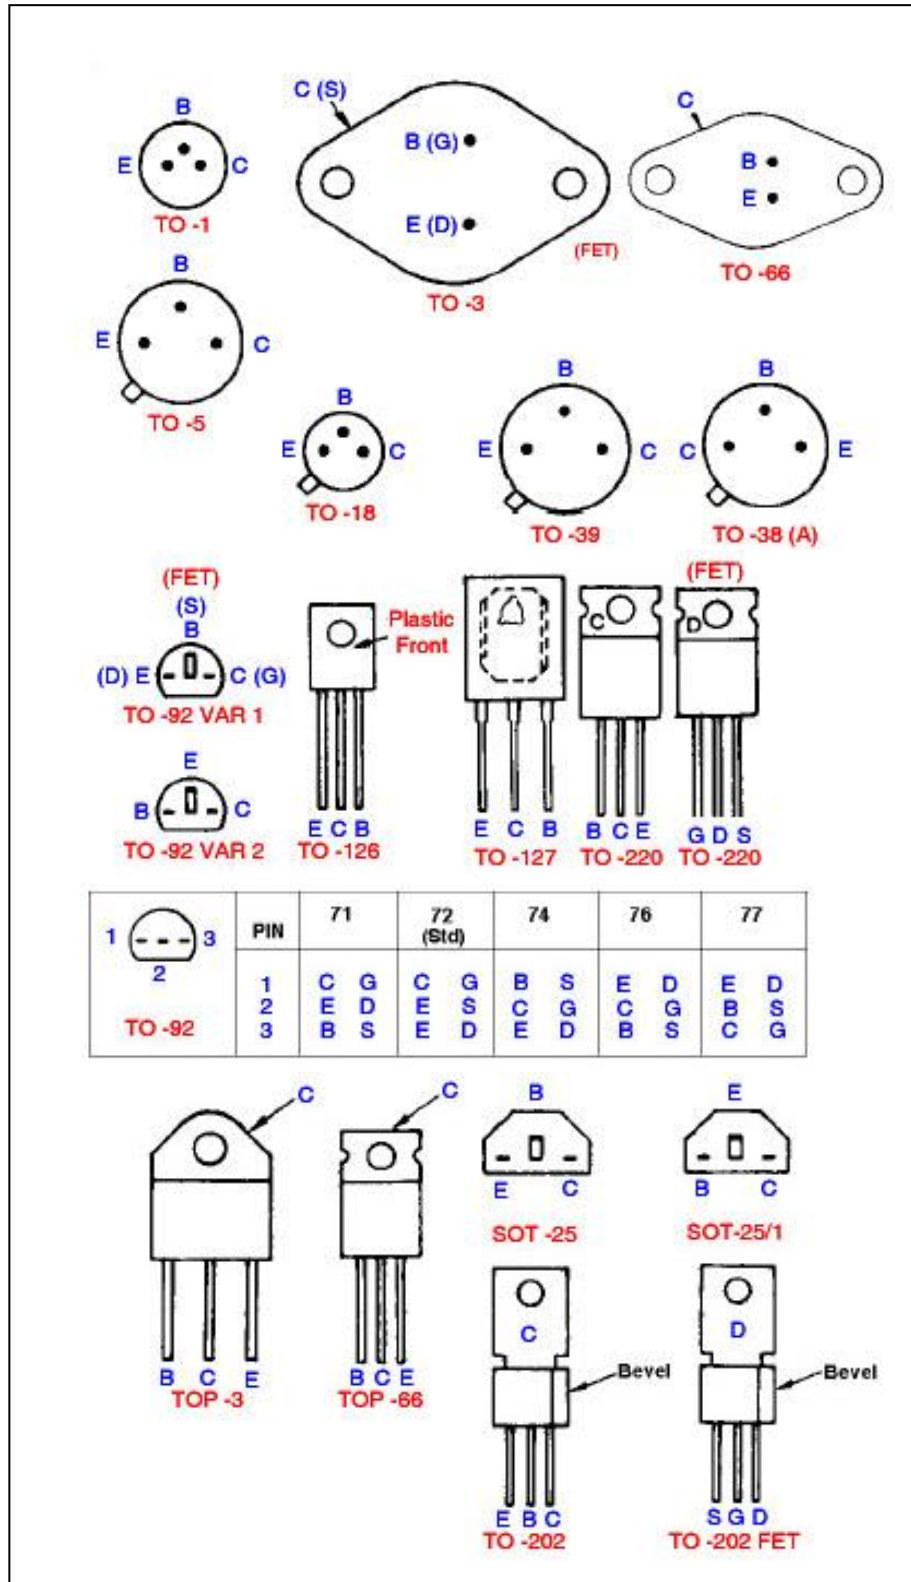 C (S)
C
B
B (G)
B
E
C
E
TO -1
E (D)
(FET)
TO -66
TO -3
B
E
C
TO -5
B
B
B
E
C
E
C
C
E
TO -18
TO -39
TO -38 (A)
(FET)
(S)
B
(D) E
C (G)
TO -92 VAR 1
Plastic
Front
C
(FET)
D
E
B
C
TO -92 VAR 2
E C B
TO -126
E C B
TO -127
B C E
TO -220
G D S
TO -220
1
3
2
TO -92
PIN 71 72 74 76 77
(Std)
1 C G C G B S E D E D
2 E D E S C G C G B S
3 B S E D E D B S C G
C
C
B
E
E C
B C
SOT -25
SOT-25/1
B C E
TOP -3
B C E
TOP -66
C
D
Bevel
Bevel
E B C
TO -202
S G D
TO -202 FET